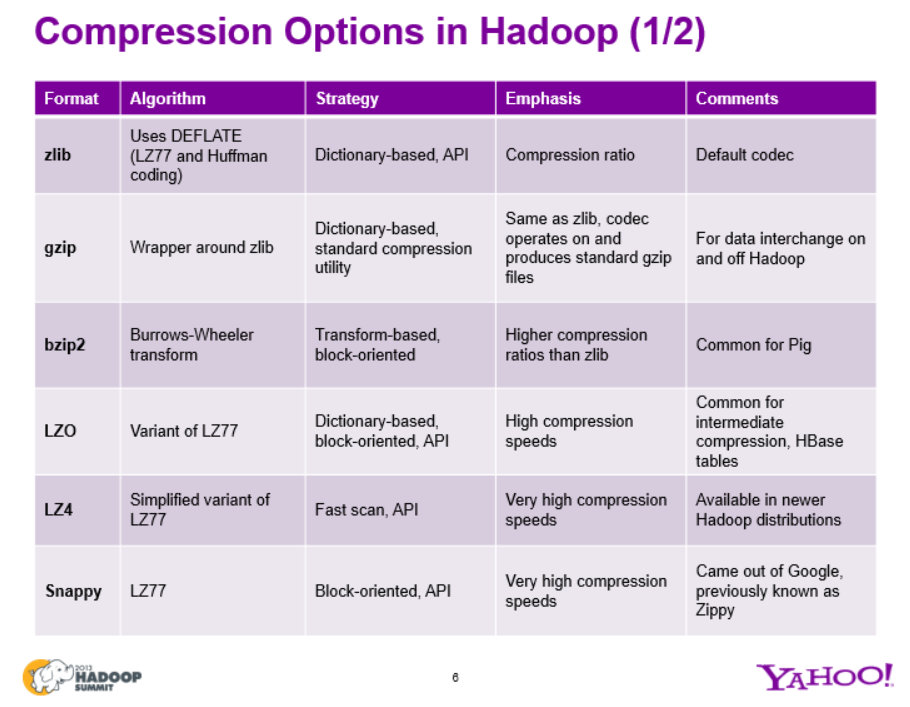 Compression Options in Hadoop (1/2)
Format Algorithm Strategy Emphasis Comments
zlib
Uses DEFLATE
(LZ77 and Huffman
coding)
Dictionary-based, API
Compression ratio
Default codec
gzip
Wrapper around zlib
Dictionary-based,
standard compression
utility
Same as zlib, codec
operates on and
produces standard gzip
files
For data interchange on
and off Hadoop
bzip2
Burrows-Wheeler
transform
Transform-based,
block-oriented
Higher compression
ratios than zlib
Common for Pig
LZO
Variant of LZ77
Dictionary-based,
block-oriented, API
High compression
speeds
Common for
intermediate
compression, HBase
tables
LZ4
Simplified variant of
LZ77
Fast scan, API
Very high compression
speeds
Available in newer
Hadoop distributions
Snappy
LZ77
Block-oriented, API
Very high compression
speeds
Came out of Google,
previously known as
Zippy
2013
HADOOP
SUMMIT
6
YAHOO!